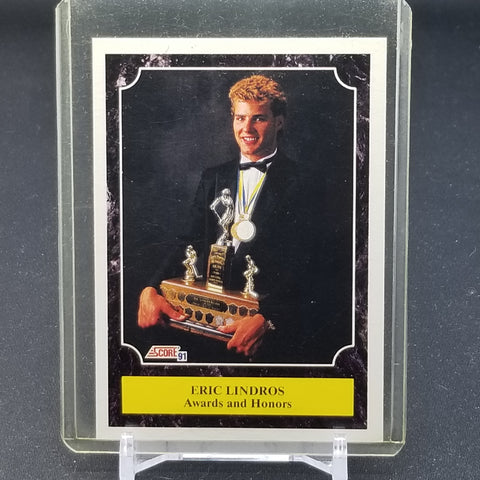 SCORE 91
ERIC LINDROS
Awards and Honors